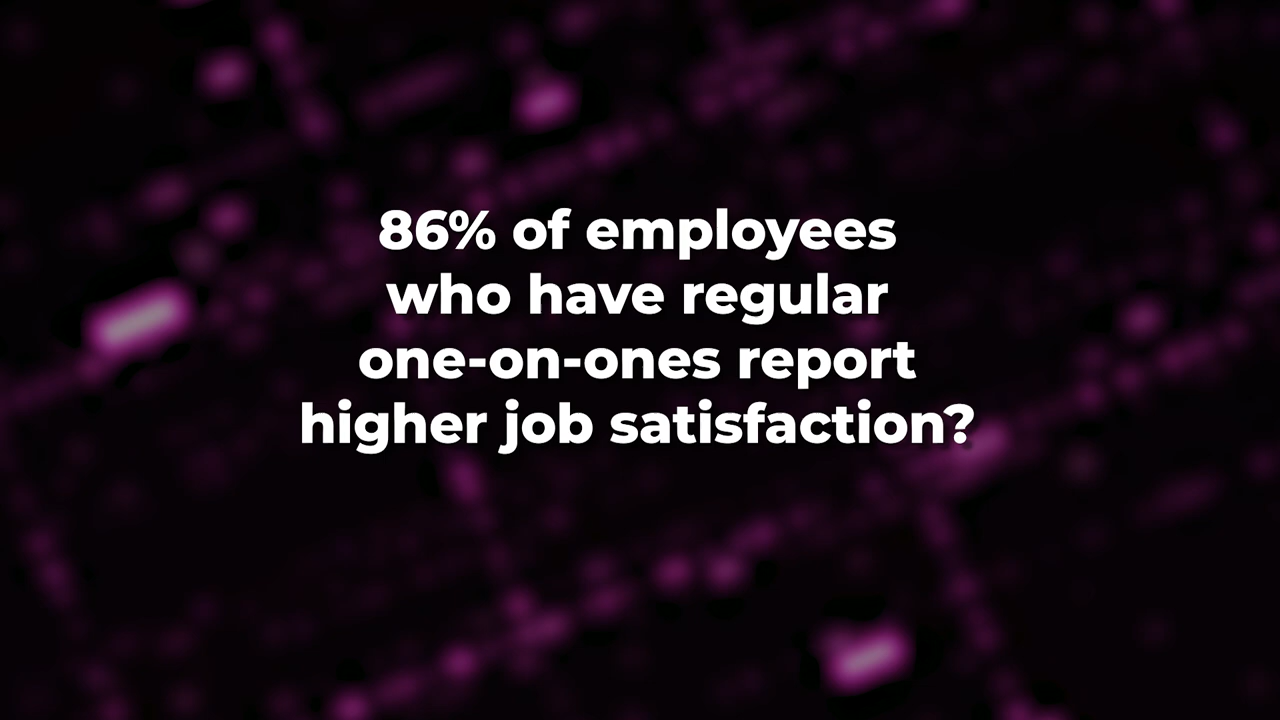 86% of employees
who have regular
one-on-ones report
higher job satisfaction?